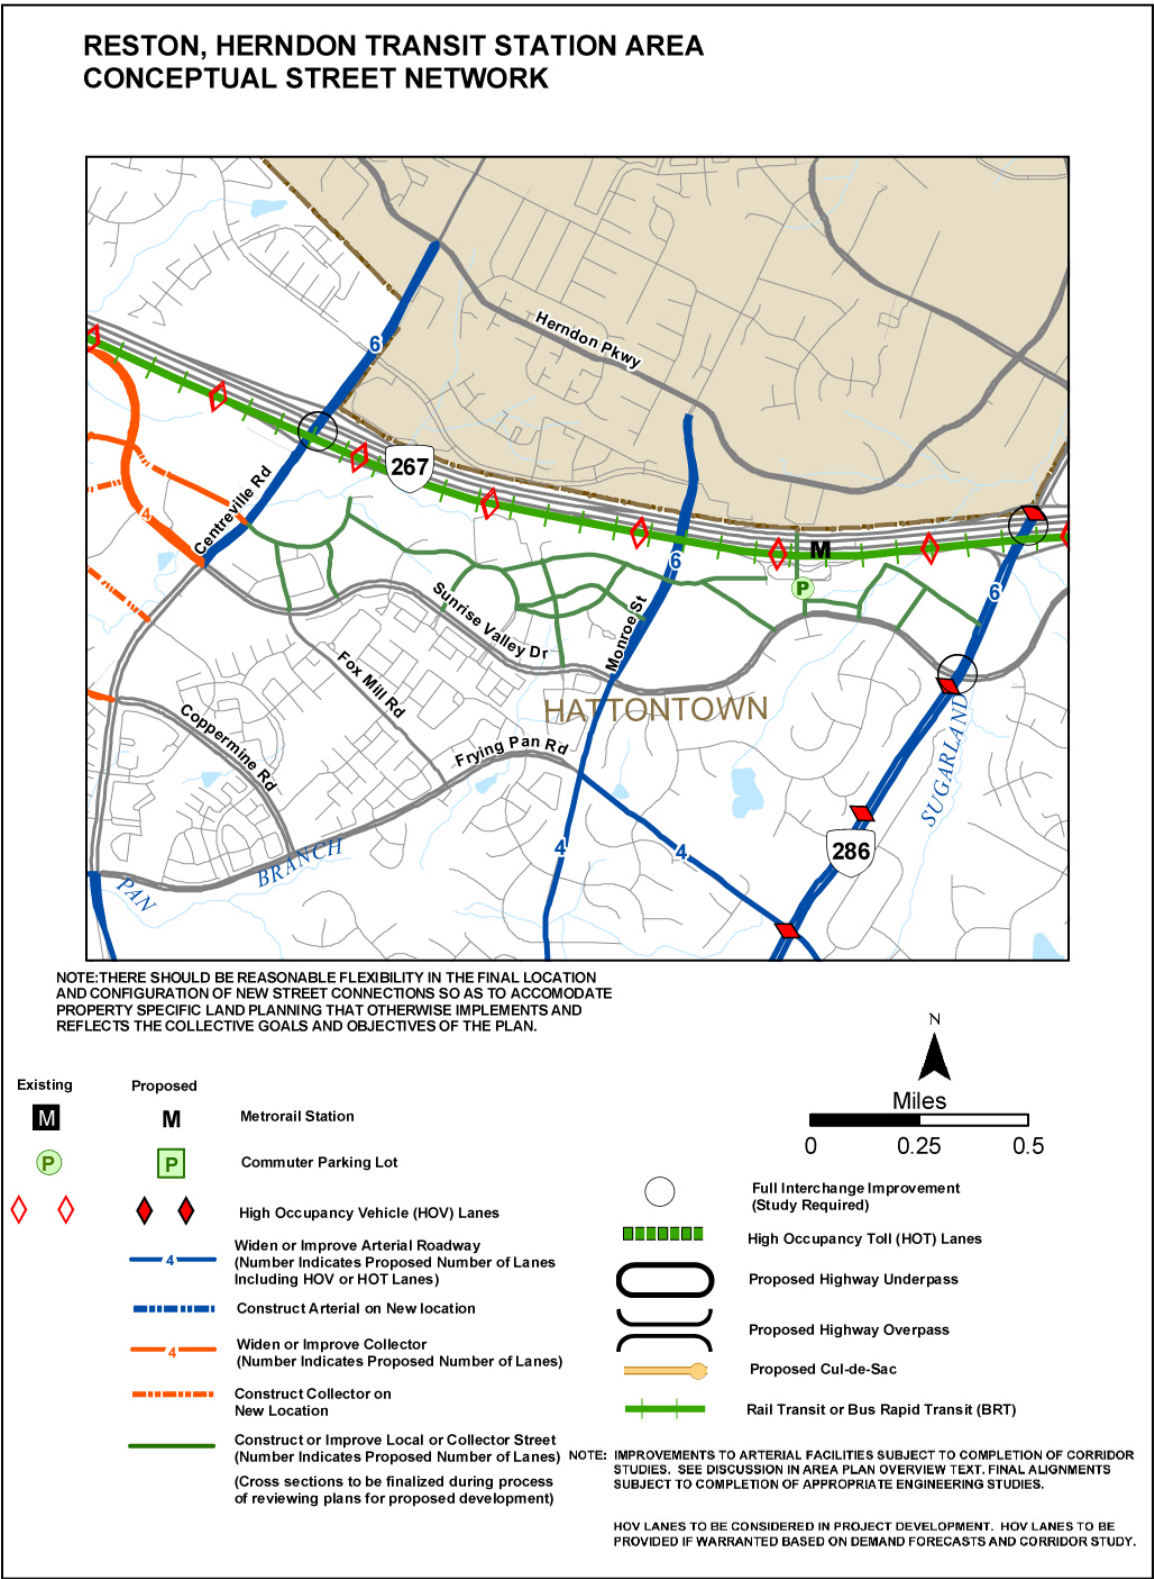 RESTON, HERNDON TRANSIT STATION AREA
CONCEPTUAL STREET NETWORK
6
Herndon Pkwy
267
Centreville Rd
4
M
P
6
6
Sunrise Valley Dr
Monroe St
Fox Mill Rd
HATTONTOWN
Coppermine Rd
Frying Pan Rd
SUGARLAND
286
4
4
BRANCH
PAN
NOTE:THERE SHOULD BE REASONABLE FLEXIBILITY IN THE FINAL LOCATION
AND CONFIGURATION OF NEW STREET CONNECTIONS SO AS TO ACCOMODATE
PROPERTY SPECIFIC LAND PLANNING THAT OTHERWISE IMPLEMENTS AND
REFLECTS THE COLLECTIVE GOALS AND OBJECTIVES OF THE PLAN.
N
Miles
0 0.25 0.5
Existing Proposed
M M Metrorail Station
P P Commuter Parking Lot
High Occupancy Vehicle (HOV) Lanes
4 Widen or Improve Arterial Roadway
(Number Indicates Proposed Number of Lanes
Including HOV or HOT Lanes)
Construct Arterial on New location
4 Widen or Improve Collector
(Number Indicates Proposed Number of Lanes)
Construct Collector on
New Location
Construct or Improve Local or Collector Street
(Number Indicates Proposed Number of Lanes)
(Cross sections to be finalized during process
of reviewing plans for proposed development)
Full Interchange Improvement
(Study Required)
High Occupancy Toll (HOT) Lanes
Proposed Highway Underpass
Proposed Highway Overpass
Proposed Cul-de-Sac
Rail Transit or Bus Rapid Transit (BRT)
NOTE: IMPROVEMENTS TO ARTERIAL FACILITIES SUBJECT TO COMPLETION OF CORRIDOR
STUDIES. SEE DISCUSSION IN AREA PLAN OVERVIEW TEXT. FINAL ALIGNMENTS
SUBJECT TO COMPLETION OF APPROPRIATE ENGINEERING STUDIES.
HOV LANES TO BE CONSIDERED IN PROJECT DEVELOPMENT. HOV LANES TO BE
PROVIDED IF WARRANTED BASED ON DEMAND FORECASTS AND CORRIDOR STUDY.